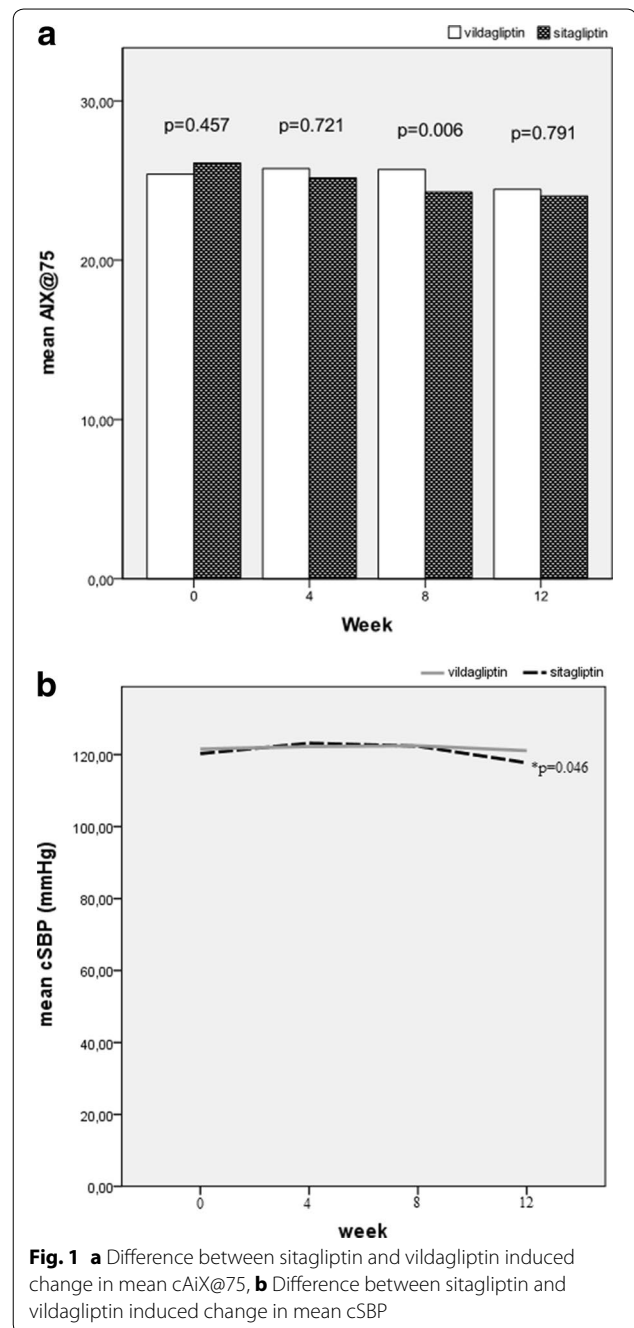 a
vildagliptin sitagliptin
30,00
20,00
10,00
0,00
mean AIX@75
p=0.457 p=0.721 p=0.006 p=0.791
0 4 8 12
Week
b
vildagliptin sitagliptin
120,00
100,00
80,00
60,00
40,00
20,00
0,00
mean cSBP (mmHg)
*p=0.046
0 4 8 12
week
Fig. 1 a Difference between sitagliptin and vildagliptin induced
change in mean cAiX@75, b Difference between sitagliptin and
vildagliptin induced change in mean cSBP